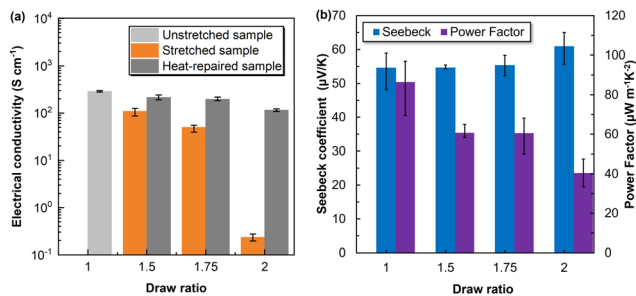 (a)
Unstretched sample
Stretched sample
Heat-repaired sample
Electrical conductivity (S cm⁻¹)
10⁴
10³
10²
10¹
10⁰
10⁻¹
1
1.5
1.75
2
Draw ratio
(b)
Seebeck
Power Factor
Seebeck coefficient (µV/K)
70
60
50
40
30
20
10
0
1
1.5
1.75
2
Draw ratio
120
100
80
60
40
20
0
Power Factor (µW m⁻¹K⁻²)